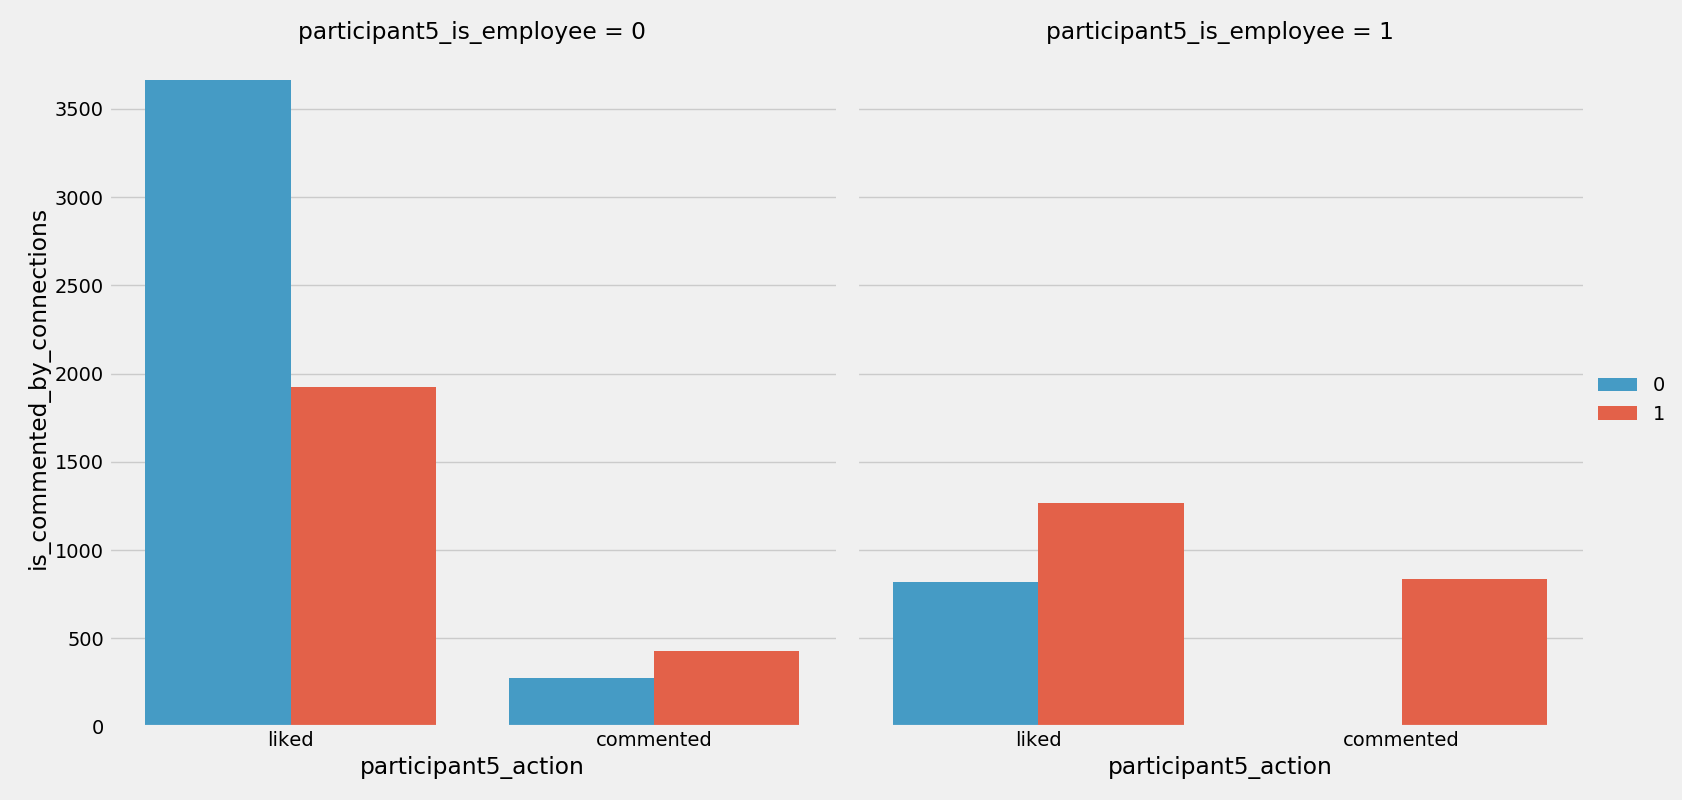 participant5_is_employee = 0
participant5_is_employee = 1
is_commented_by_connections
3500
3000
2500
2000
1500
1000
500
0
liked
commented
participant5_action
liked
commented
participant5_action
0
1